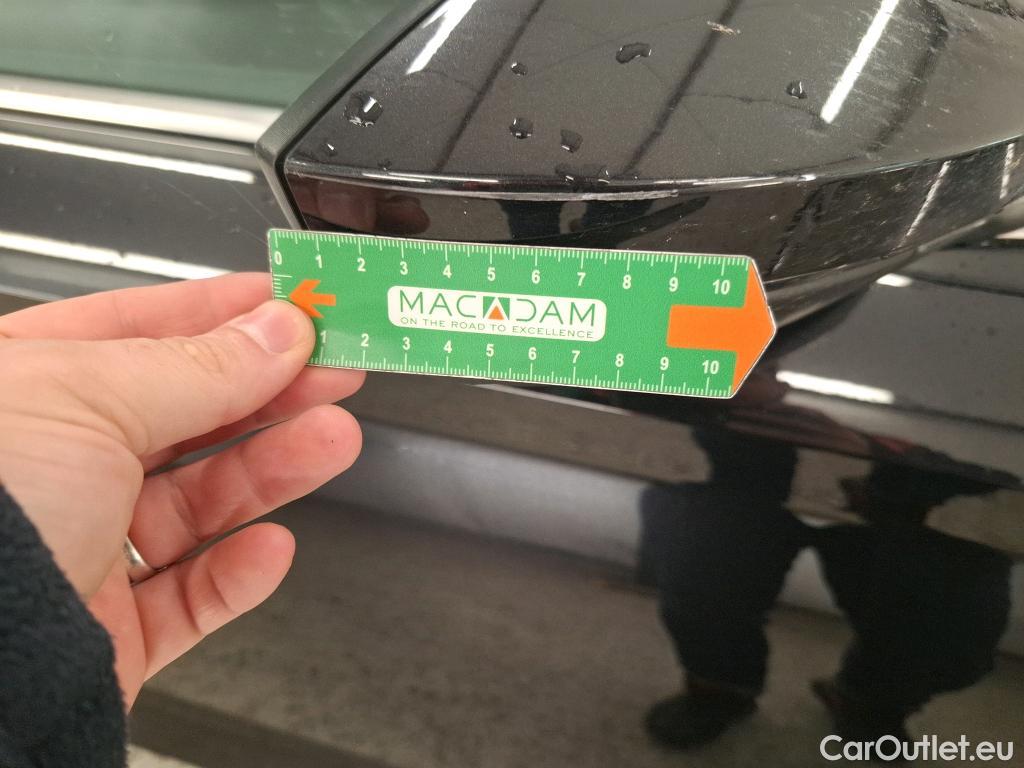 0 1 2 3 4 5 6 7 8 9 10
MACADAM
ON THE ROAD TO EXCELLENCE
1 2 3 4 5 6 7 8 9 10
CarOutlet.eu